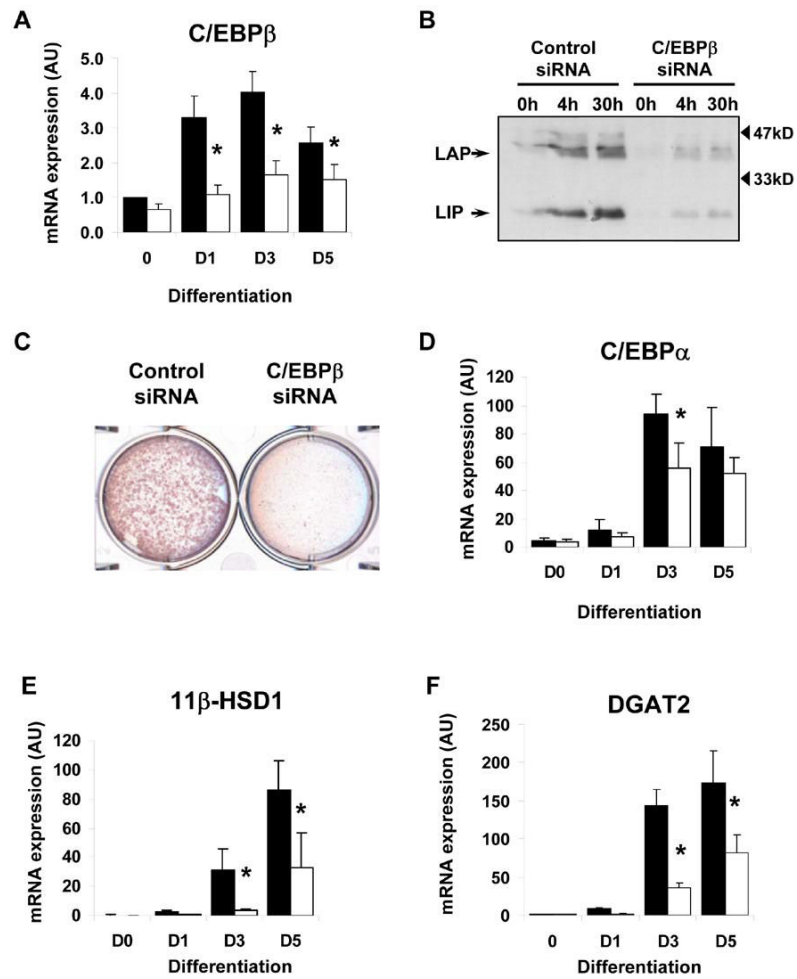 A
C/EBPβ
mRNA expression (AU)
5.0
4.0
3.0
2.0
1.0
0.0
*
*
*
0 D1 D3 D5
Differentiation
B
Control siRNA
C/EBPβ siRNA
0h 4h 30h 0h 4h 30h
LAP
LIP
47kD
33kD
C
Control siRNA
C/EBPβ siRNA
D
C/EBPα
mRNA expression (AU)
120
100
80
60
40
20
0
*
D0 D1 D3 D5
Differentiation
E
11β-HSD1
mRNA expression (AU)
120
100
80
60
40
20
0
*
*
D0 D1 D3 D5
Differentiation
F
DGAT2
mRNA expression (AU)
250
200
150
100
50
0
*
*
0 D1 D3 D5
Differentiation